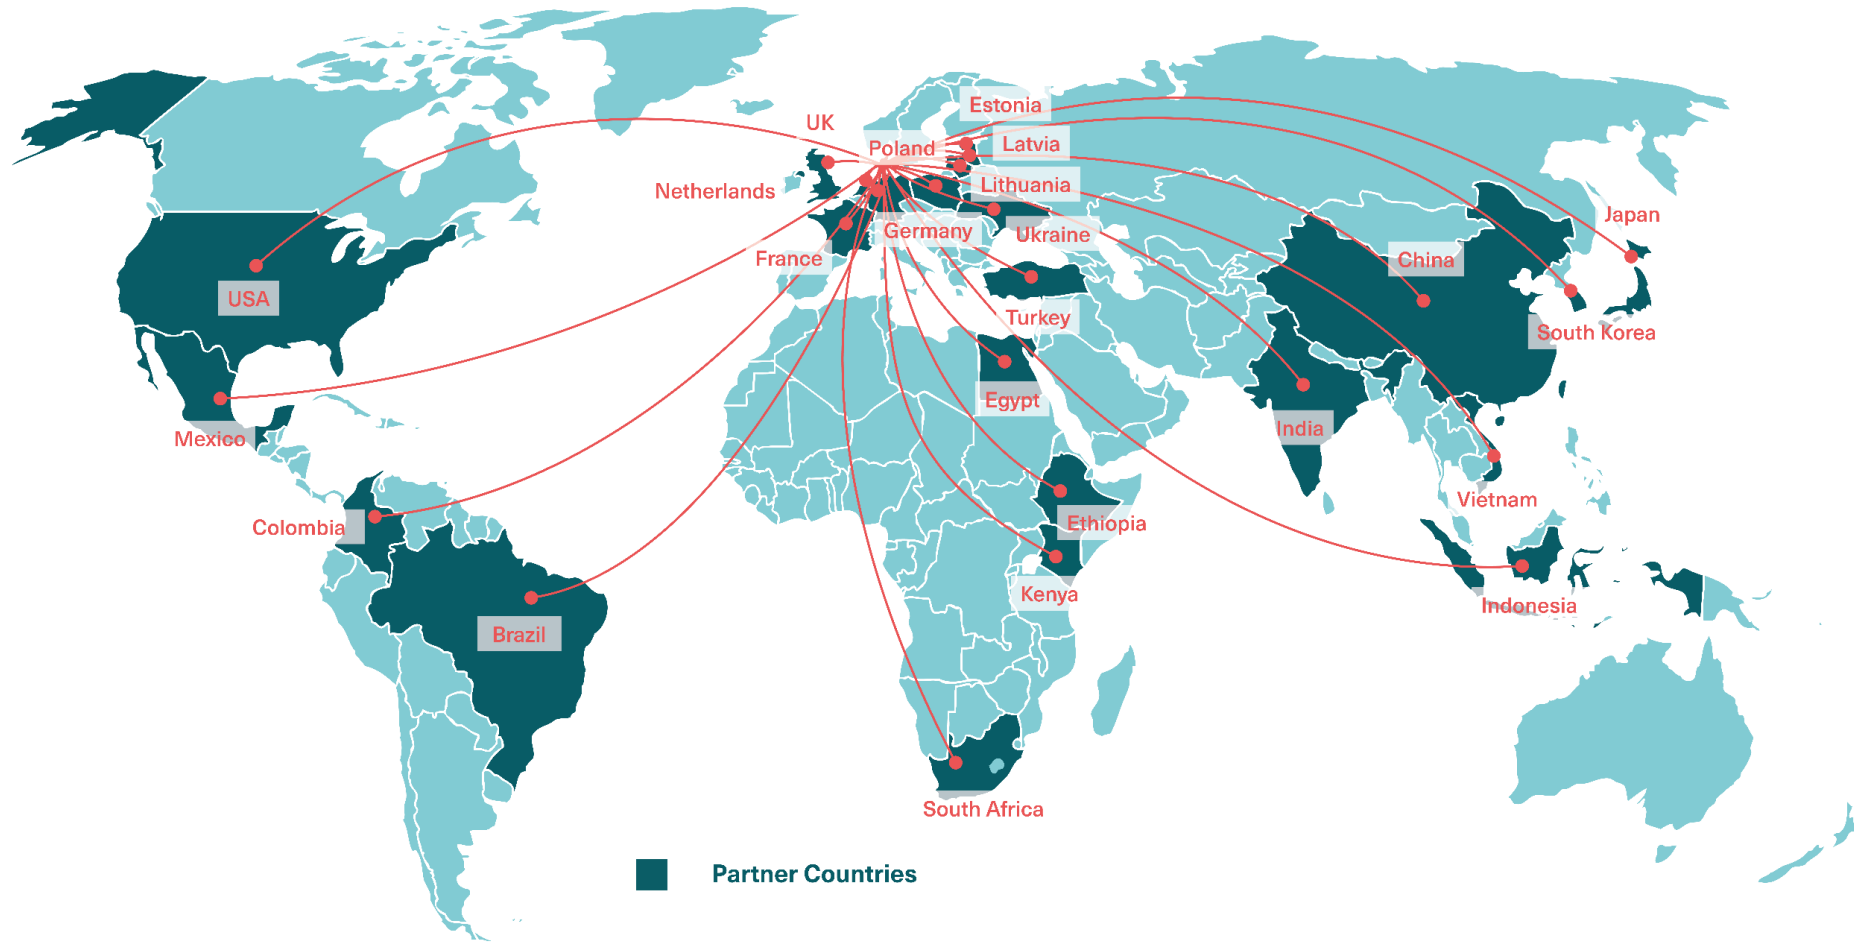 Estonia
UK
Poland
Latvia
Netherlands
Lithuania
Japan
Germany
Ukraine
France
China
USA
Turkey
South Korea
Egypt
India
Mexico
Vietnam
Colombia
Ethiopia
Kenya
Indonesia
Brazil
South Africa
Partner Countries